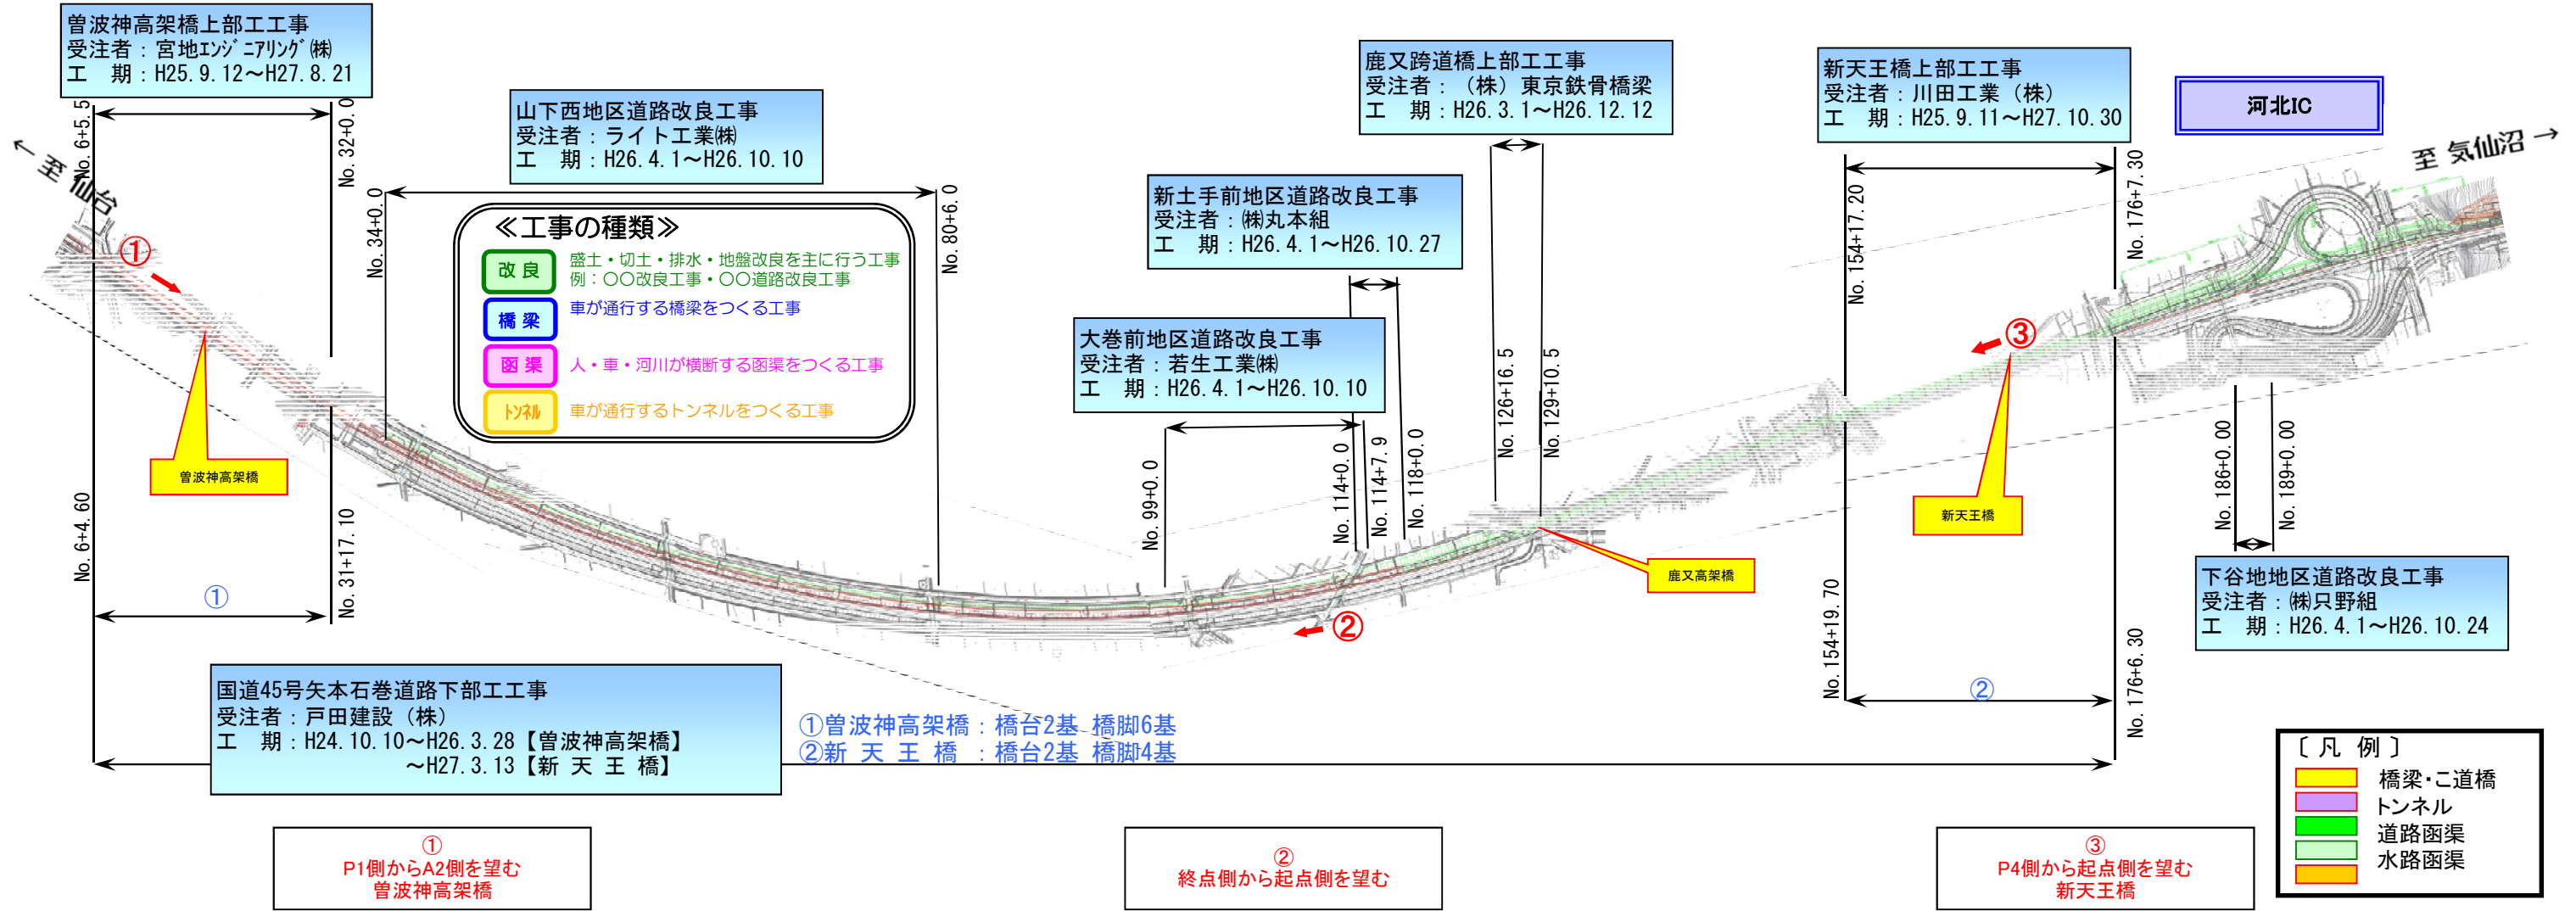 曽波神高架橋上部工工事
受注者：宮地ｴﾝｼﾞﾆｱﾘﾝｸﾞ㈱
工　期：H25.9.12～H27.8.21
山下西地区道路改良工事
受注者：ライト工業㈱
工　期：H26.4.1～H26.10.10
鹿又跨道橋上部工工事
受注者：（株）東京鉄骨橋梁
工　期：H26.3.1～H26.12.12
新天王橋上部工工事
受注者：川田工業（株）
工　期：H25.9.11～H27.10.30
河北IC
← 至 仙台
至 気仙沼 →
No.6+5.5
No.32+0.0
No.34+0.0
No.80+6.0
≪工事の種類≫
改良
盛土・切土・排水・地盤改良を主に行う工事
例：〇〇改良工事・〇〇道路改良工事
橋梁
車が通行する橋梁をつくる工事
函渠
人・車・河川が横断する函渠をつくる工事
ﾄﾝﾈﾙ
車が通行するトンネルをつくる工事
新土手前地区道路改良工事
受注者：㈱丸本組
工　期：H26.4.1～H26.10.27
大巻前地区道路改良工事
受注者：若生工業㈱
工　期：H26.4.1～H26.10.10
No.154+17.20
No.176+7.30
①
③
曽波神高架橋
No.99+0.0
No.114+0.0
No.114+7.9
No.118+0.0
No.126+16.5
No.129+10.5
新天王橋
鹿又高架橋
No.186+0.00
No.189+0.00
No.6+4.60
No.31+17.10
①
②
No.154+19.70
No.176+6.30
②
下谷地地区道路改良工事
受注者：㈱只野組
工　期：H26.4.1～H26.10.24
国道45号矢本石巻道路下部工工事
受注者：戸田建設（株）
工　期：H24.10.10～H26.3.28【曽波神高架橋】
～H27.3.13【新 天 王 橋】
①曽波神高架橋：橋台2基 橋脚6基
②新 天 王 橋 ：橋台2基 橋脚4基
〔 凡 例 〕
橋梁・こ道橋
トンネル
道路函渠
水路函渠
①
P1側からA2側を望む
曽波神高架橋
②
終点側から起点側を望む
③
P4側から起点側を望む
新天王橋